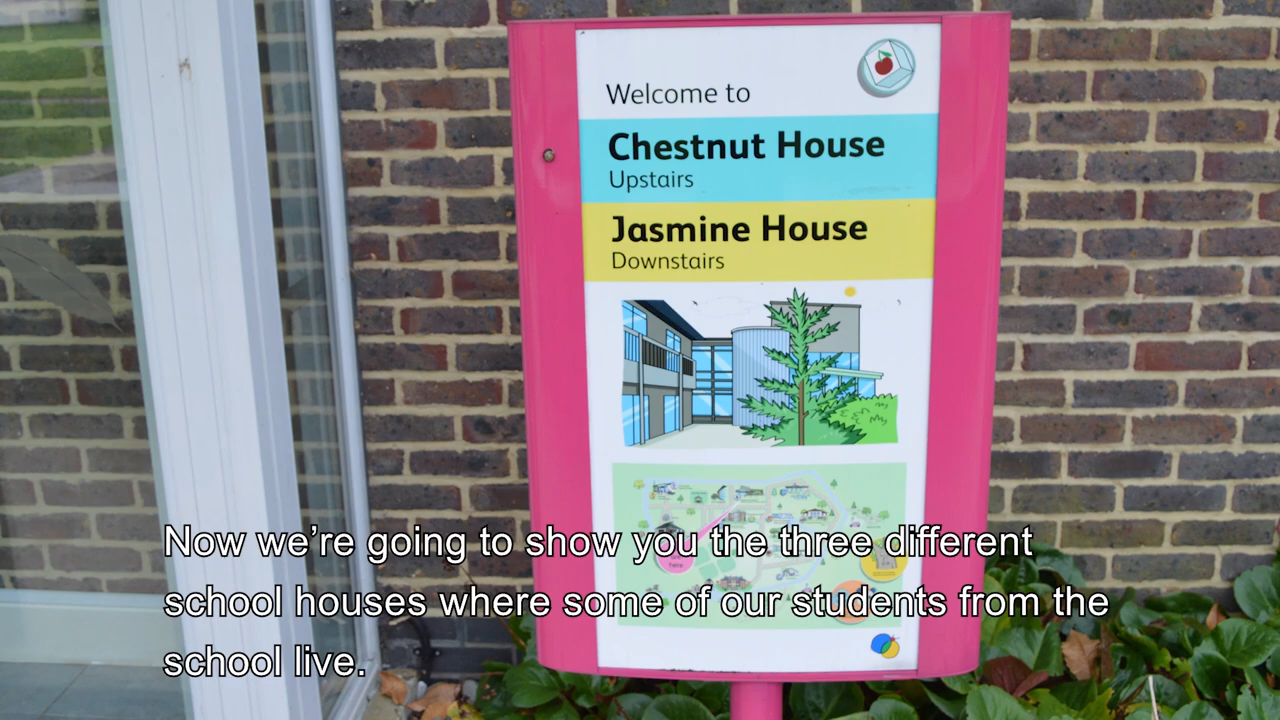 Welcome to
Chestnut House
Upstairs
Jasmine House
Downstairs
here
Now we’re going to show you the three different
school houses where some of our students from the
school live.